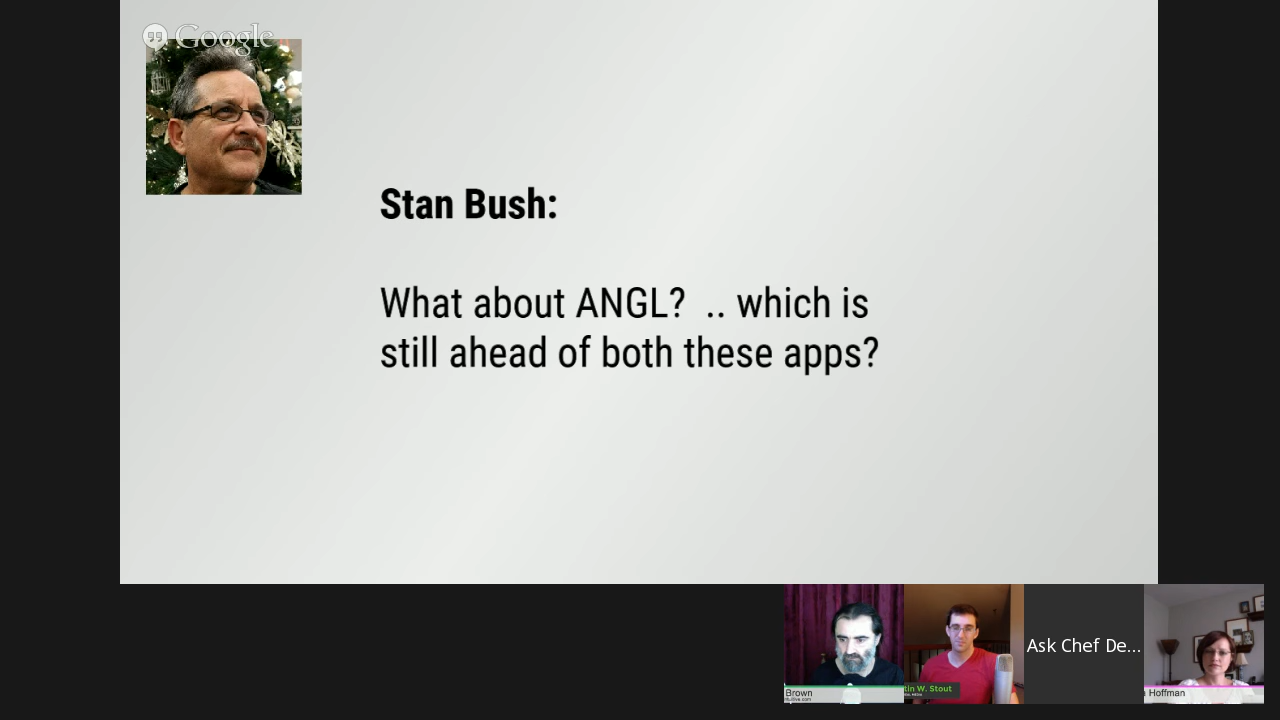 Google
Stan Bush:
What about ANGL?  .. which is
still ahead of both these apps?
Ask Chef De...
Brown
tin W. Stout
Hoffman